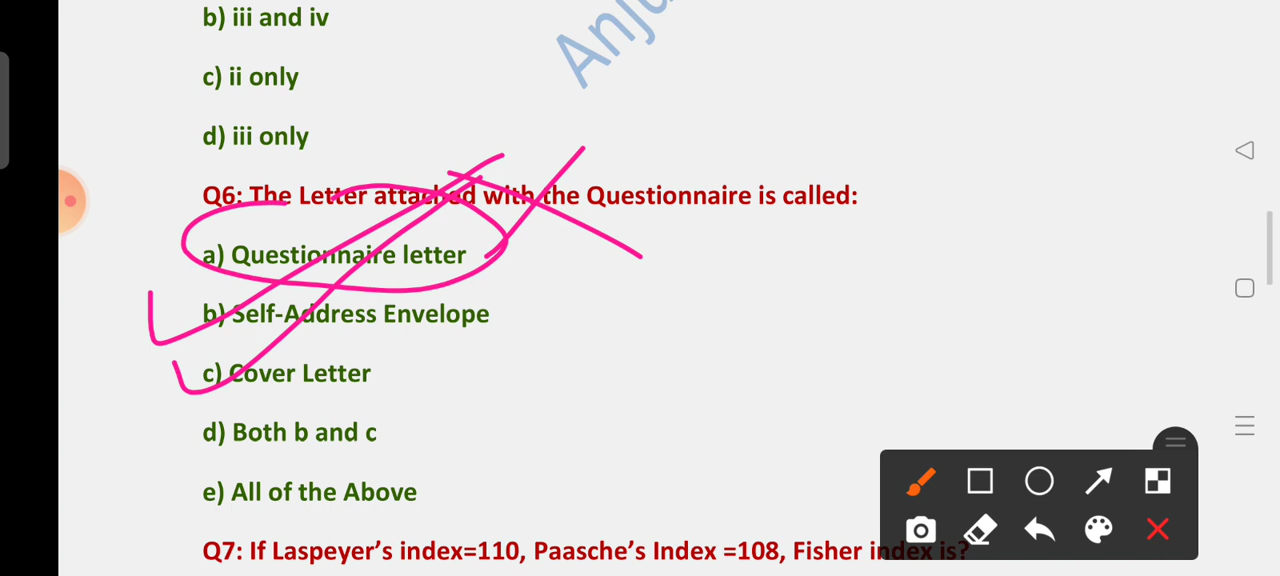 b) iii and iv
Anju
c) ii only
d) iii only
Q6: The Letter attached with the Questionnaire is called:
a) Questionnaire letter
b) Self-Address Envelope
c) Cover Letter
d) Both b and c
e) All of the Above
Q7: If Laspeyer’s index=110, Paasche’s Index =108, Fisher index is?